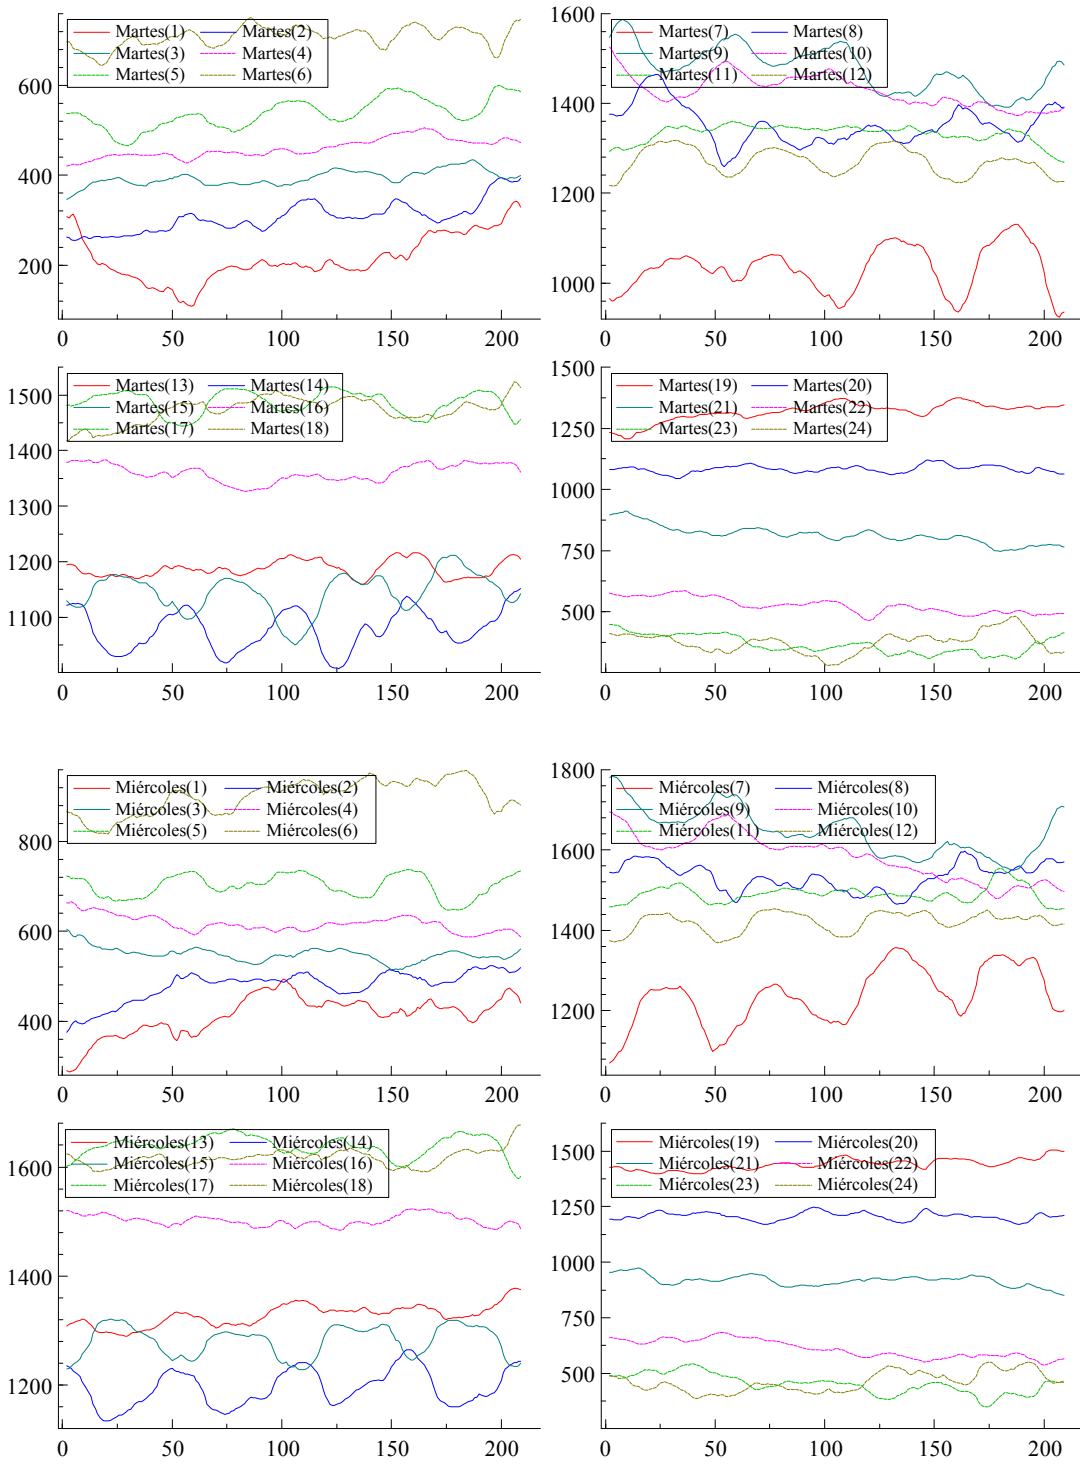 Martes(1) Martes(2)
Martes(3) Martes(4)
Martes(5) Martes(6)
600
400
200
0 50 100 150 200
1600
Martes(7) Martes(8)
Martes(9) Martes(10)
Martes(11) Martes(12)
1400
1200
1000
0 50 100 150 200
Martes(13) Martes(14)
1500 Martes(15) Martes(16)
Martes(17) Martes(18)
1400
1300
1200
1100
0 50 100 150 200
1500
Martes(19) Martes(20)
Martes(21) Martes(22)
1250 Martes(23) Martes(24)
1000
750
500
0 50 100 150 200
Miércoles(1) Miércoles(2)
Miércoles(3) Miércoles(4)
Miércoles(5) Miércoles(6)
800
600
400
0 50 100 150 200
1800
Miércoles(7) Miércoles(8)
Miércoles(9) Miércoles(10)
Miércoles(11) Miércoles(12)
1600
1400
1200
0 50 100 150 200
Miércoles(13) Miércoles(14)
1600 Miércoles(15) Miércoles(16)
Miércoles(17) Miércoles(18)
1400
1200
0 50 100 150 200
Miércoles(19) Miércoles(20)
1500 Miércoles(21) Miércoles(22)
Miércoles(23) Miércoles(24)
1250
1000
750
500
0 50 100 150 200